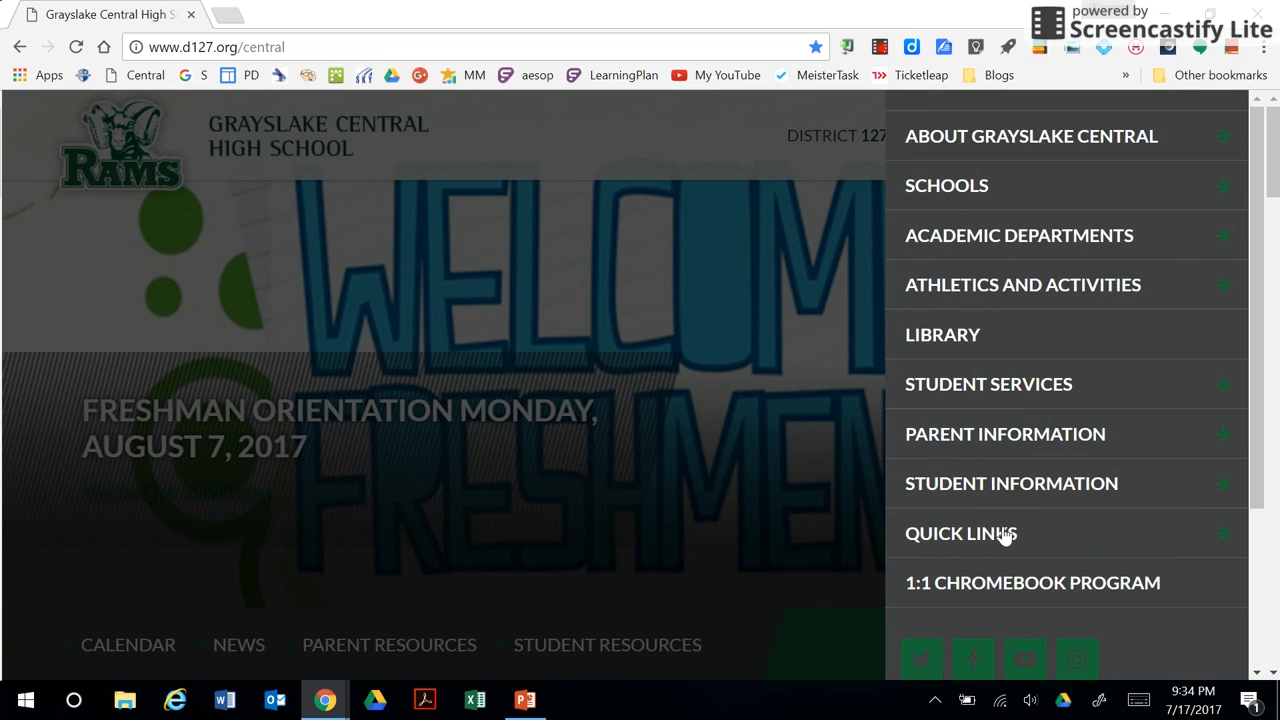 Grayslake Central High S
powered by
Screencastify Lite
www.d127.org/central
Apps
Central
S
PD
MM
aesop
LearningPlan
My YouTube
MeisterTask
Ticketleap
Blogs
»
Other bookmarks
RAMS
GRAYSLAKE CENTRAL
HIGH SCHOOL
DISTRICT 127
WELCOM
FRESHMEN
FRESHMAN ORIENTATION MONDAY,
AUGUST 7, 2017
ABOUT GRAYSLAKE CENTRAL
SCHOOLS
ACADEMIC DEPARTMENTS
ATHLETICS AND ACTIVITIES
LIBRARY
STUDENT SERVICES
PARENT INFORMATION
STUDENT INFORMATION
QUICK LINKS
1:1 CHROMEBOOK PROGRAM
CALENDAR
NEWS
PARENT RESOURCES
STUDENT RESOURCES
9:34 PM
7/17/2017